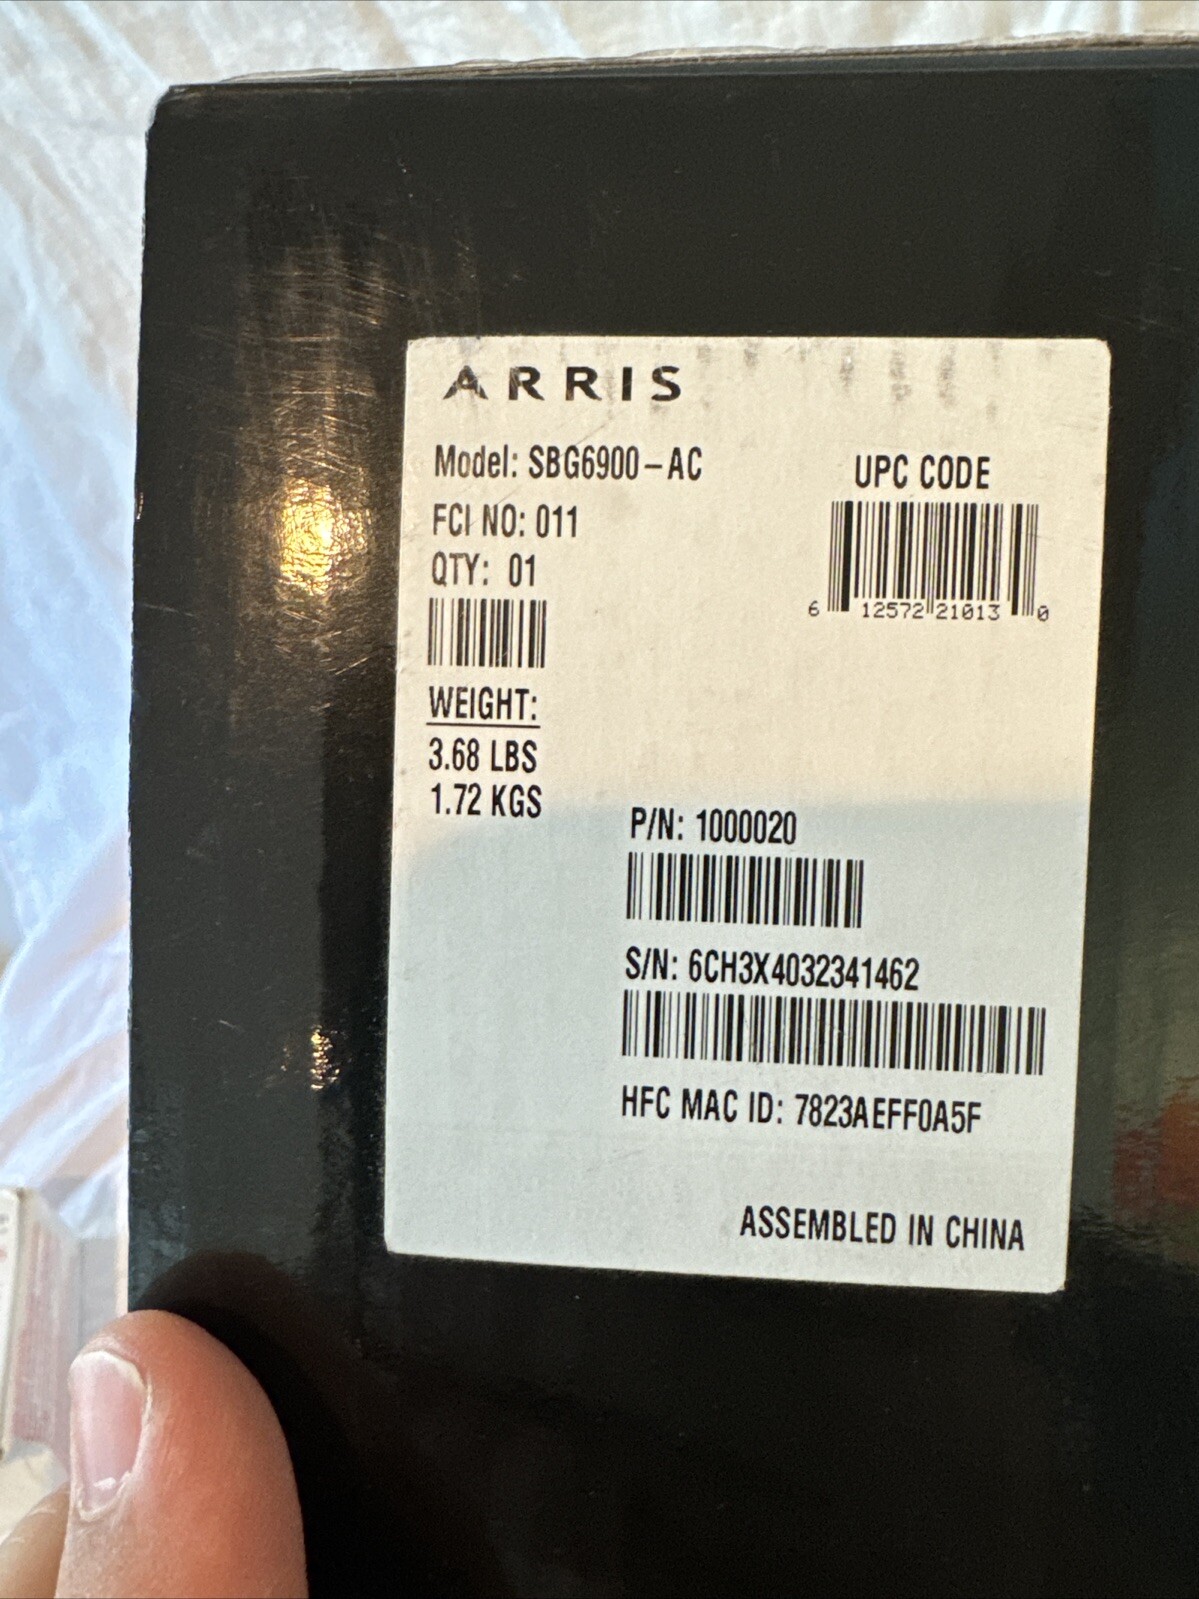 ARRIS
Model: SBG6900-AC
FCI NO: 011
QTY: 01
UPC CODE
6 12572 21013 0
WEIGHT:
3.68 LBS
1.72 KGS
P/N: 1000020
S/N: 6CH3X4032341462
HFC MAC ID: 7823AEFF0A5F
ASSEMBLED IN CHINA